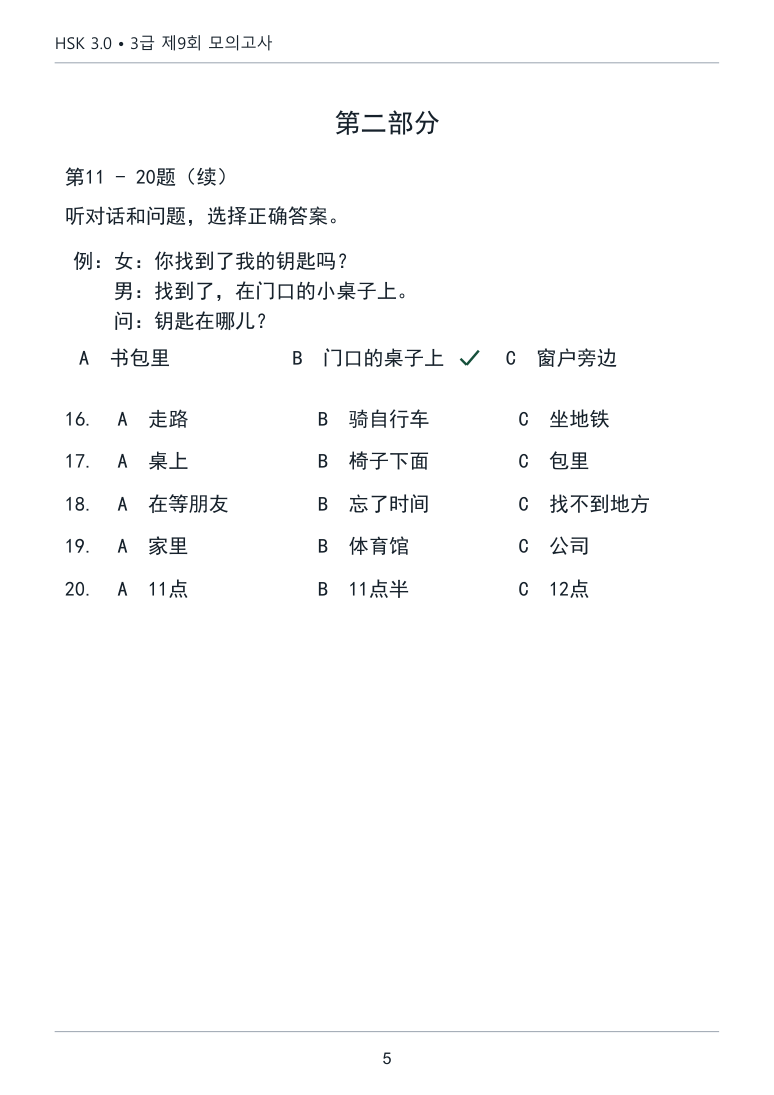 HSK 3.0 • 3급 제9회 모의고사
第二部分
第11 - 20题（续）
听对话和问题，选择正确答案。
例：女：你找到了我的钥匙吗？
男：找到了，在门口的小桌子上。
问：钥匙在哪儿？
A 书包里 B 门口的桌子上 ✓ C 窗户旁边
16. A 走路 B 骑自行车 C 坐地铁
17. A 桌上 B 椅子下面 C 包里
18. A 在等朋友 B 忘了时间 C 找不到地方
19. A 家里 B 体育馆 C 公司
20. A 11点 B 11点半 C 12点
5